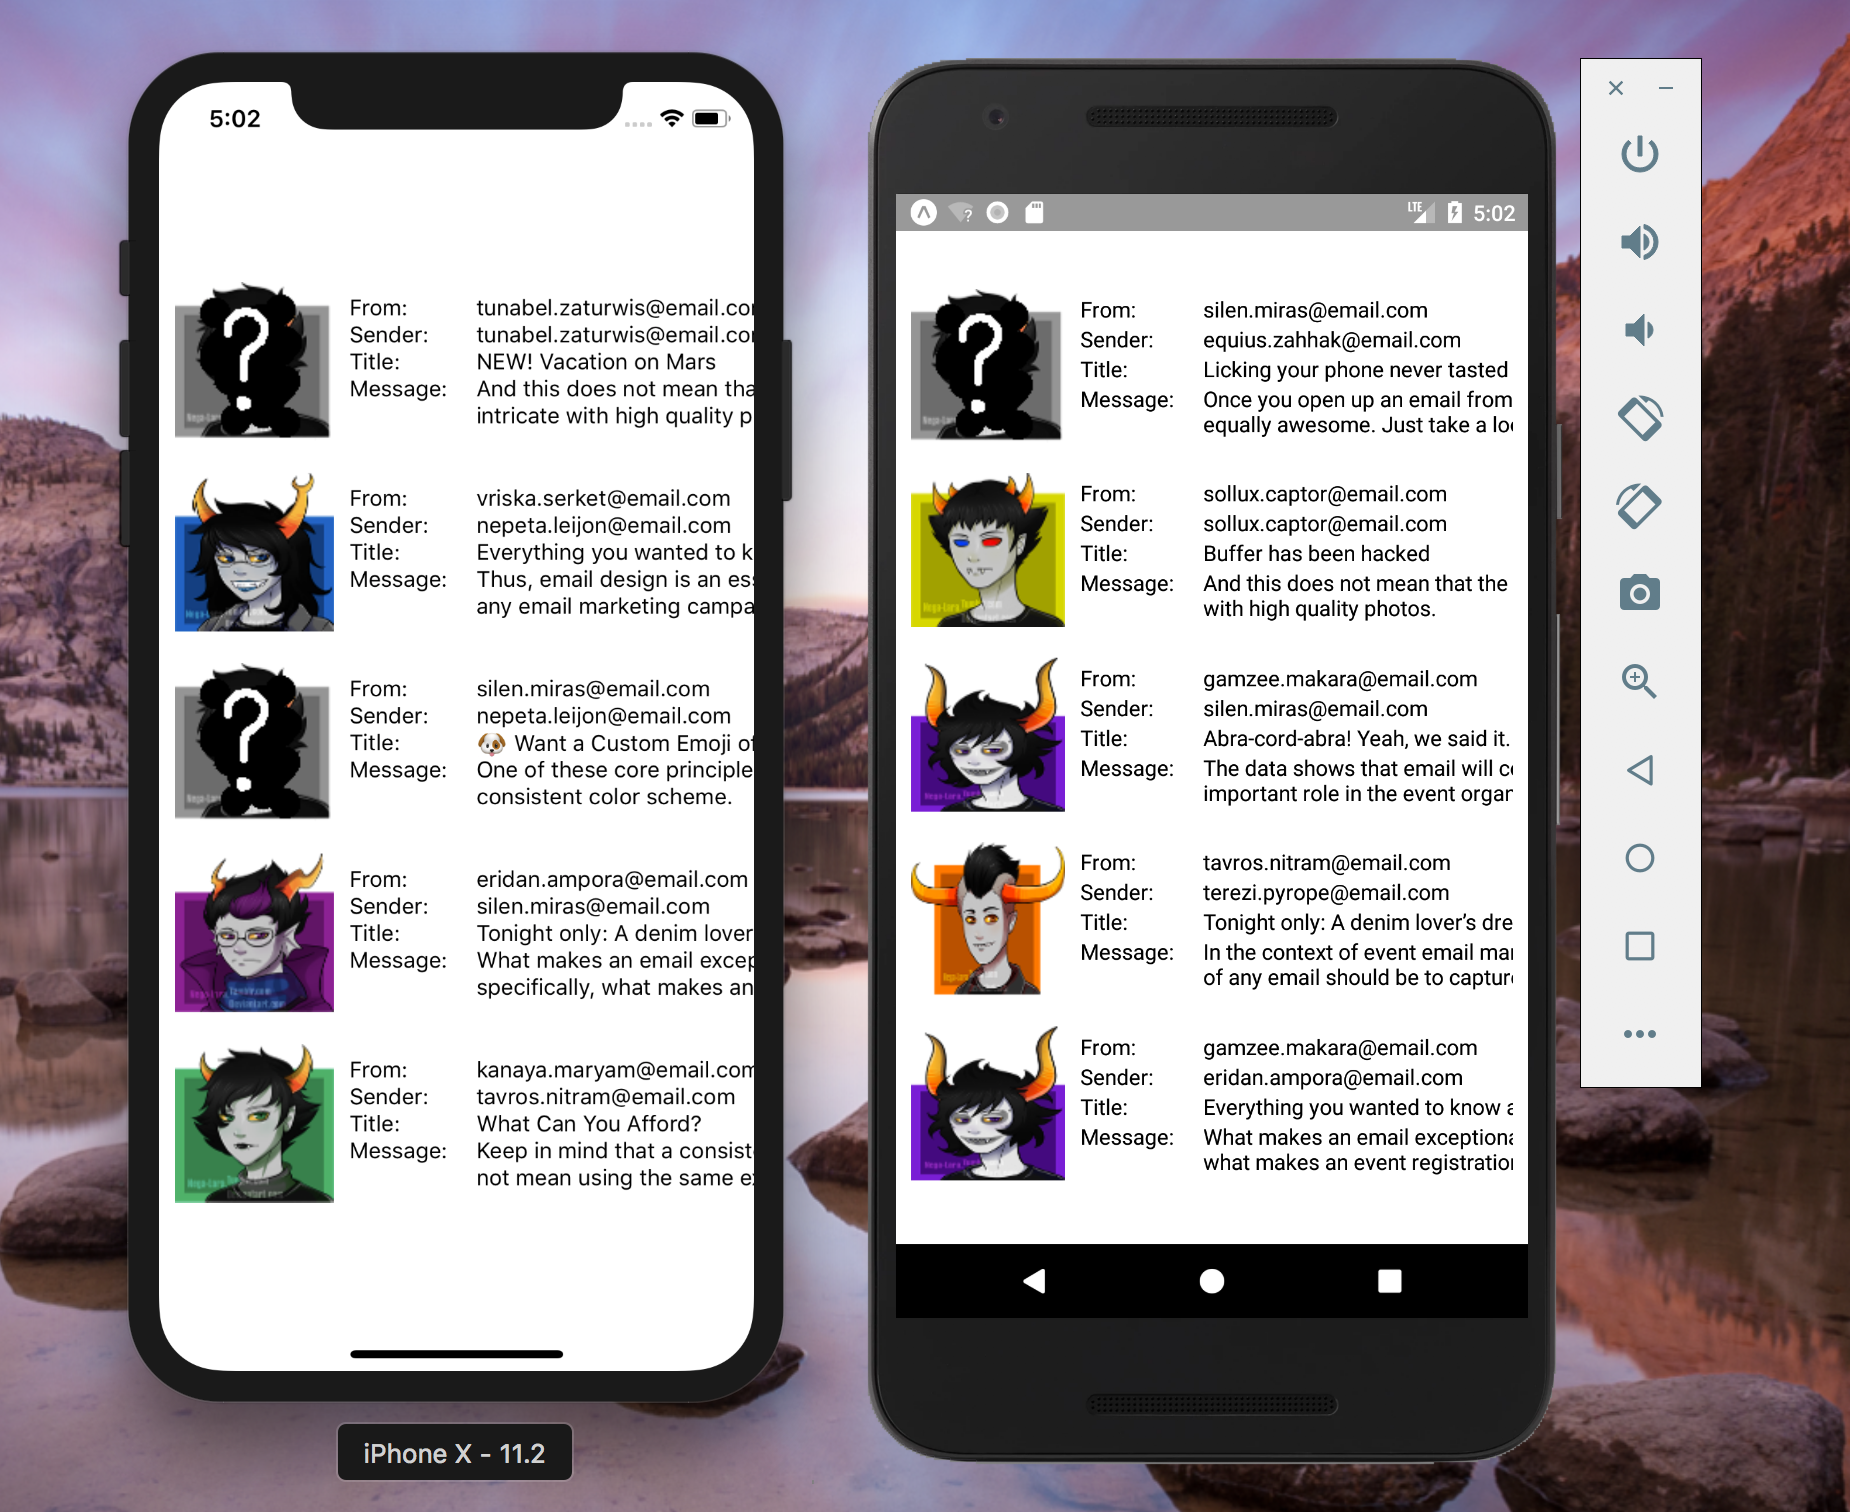 5:02
From: tunabel.zaturwis@email.co
Sender: tunabel.zaturwis@email.co
Title: NEW! Vacation on Mars
Message: And this does not mean tha
intricate with high quality p
From: vriska.serket@email.com
Sender: nepeta.leijon@email.com
Title: Everything you wanted to k
Message: Thus, email design is an es
any email marketing campa
From: silen.miras@email.com
Sender: nepeta.leijon@email.com
Title: 🐶 Want a Custom Emoji of
Message: One of these core principle
consistent color scheme.
From: eridan.ampora@email.com
Sender: silen.miras@email.com
Title: Tonight only: A denim lover
Message: What makes an email excep
specifically, what makes an
From: kanaya.maryam@email.com
Sender: tavros.nitram@email.com
Title: What Can You Afford?
Message: Keep in mind that a consist
not mean using the same e
iPhone X - 11.2
LTE 5:02
From: silen.miras@email.com
Sender: equius.zahhak@email.com
Title: Licking your phone never tasted
Message: Once you open up an email from
equally awesome. Just take a lo
From: sollux.captor@email.com
Sender: sollux.captor@email.com
Title: Buffer has been hacked
Message: And this does not mean that the
with high quality photos.
From: gamzee.makara@email.com
Sender: silen.miras@email.com
Title: Abra-cord-abra! Yeah, we said it.
Message: The data shows that email will c
important role in the event organ
From: tavros.nitram@email.com
Sender: terezi.pyrope@email.com
Title: Tonight only: A denim lover’s dre
Message: In the context of event email mar
of any email should be to captur
From: gamzee.makara@email.com
Sender: eridan.ampora@email.com
Title: Everything you wanted to know a
Message: What makes an email exceptiona
what makes an event registration